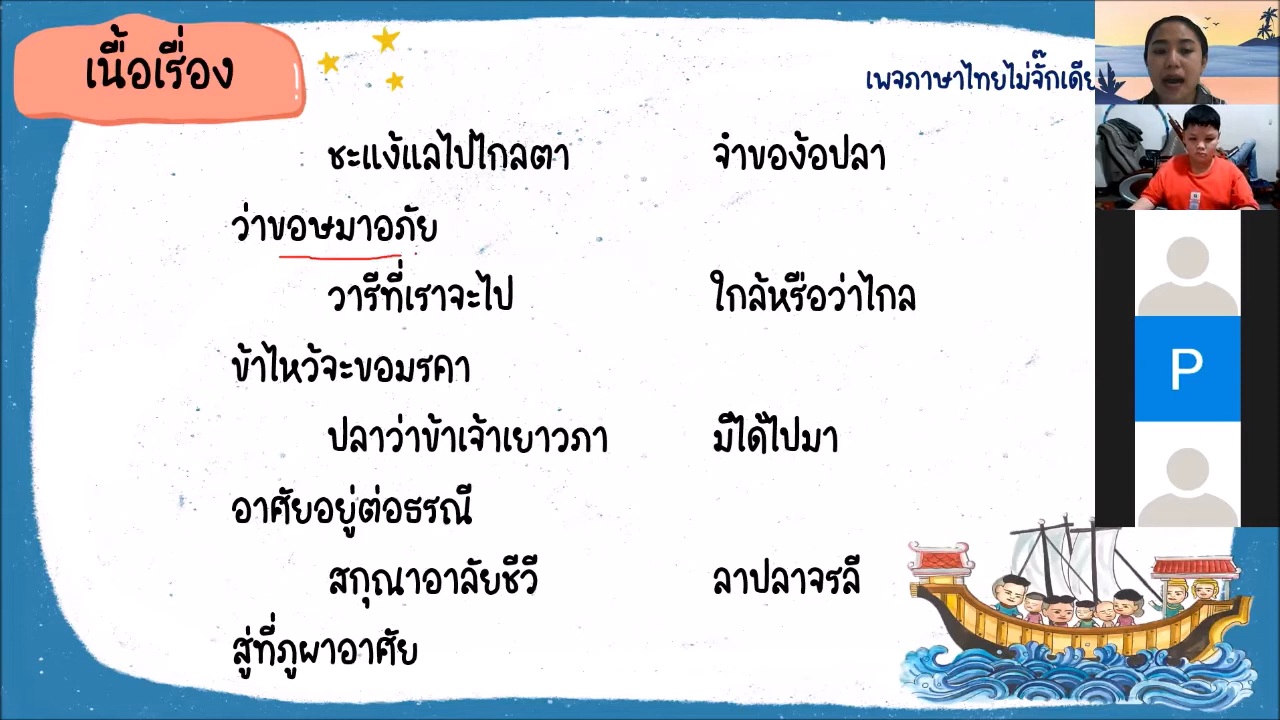 เนื้อเรื่อง
เพจภาษาไทยไม่จั๊กเดีย
ชะแง้แลไปไกลตา จำของ้อปลา
ว่าขอษมาอภัย
วารีที่เราจะไป ใกล้หรือว่าไกล
ข้าไหว้จะขอมรคา
ปลาว่าข้าเจ้าเยาวภา มิได้ไปมา
อาศัยอยู่ต่อธรณี
สกุณาอาลัยชีวี ลาปลาจรลี
สู่ที่ภูผาอาศัย
P